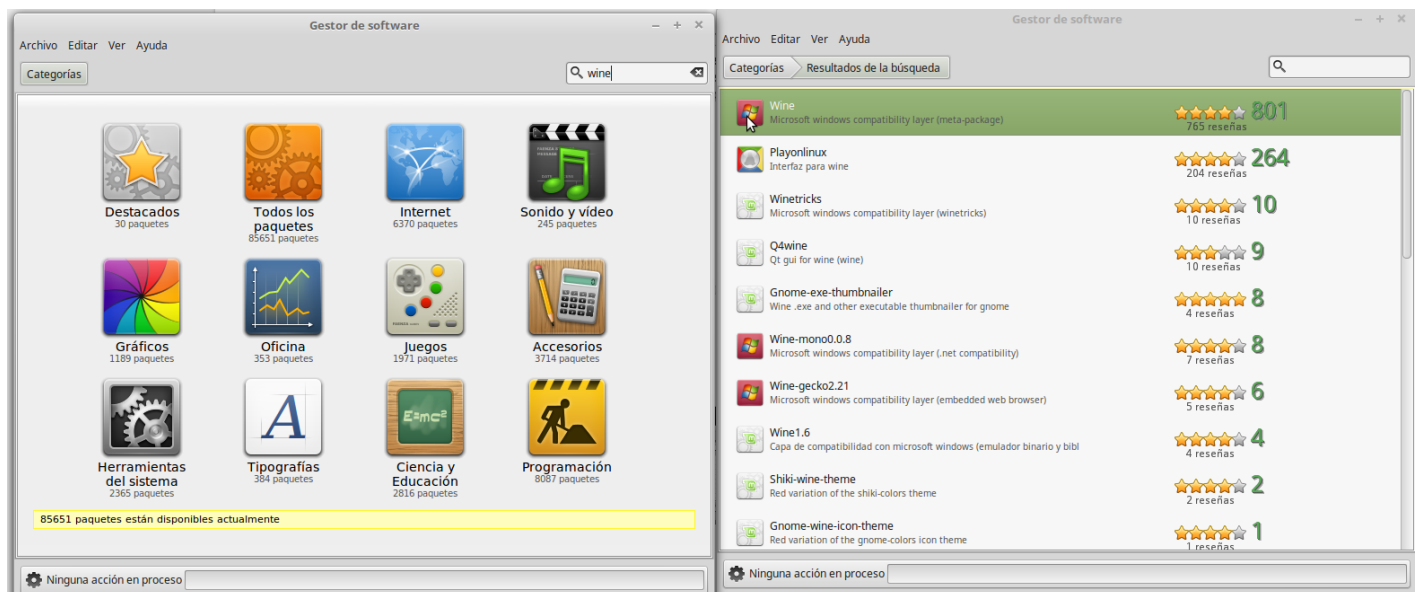 Gestor de software
Archivo Editar Ver Ayuda
Categorías
wine
Destacados
30 paquetes
Todos los
paquetes
85651 paquetes
Internet
6370 paquetes
Sonido y vídeo
245 paquetes
Gráficos
1189 paquetes
Oficina
353 paquetes
Juegos
1971 paquetes
Accesorios
3714 paquetes
Herramientas
del sistema
2365 paquetes
Tipografías
384 paquetes
E=mc²
Ciencia y
Educación
2816 paquetes
Programación
8087 paquetes
85651 paquetes están disponibles actualmente
Ninguna acción en proceso
Gestor de software
Archivo Editar Ver Ayuda
Categorías Resultados de la búsqueda
Wine 801
Microsoft windows compatibility layer (meta-package)
765 reseñas
Playonlinux 264
Interfaz para wine
204 reseñas
Winetricks 10
Microsoft windows compatibility layer (winetricks)
10 reseñas
Q4wine 9
Qt gui for wine (wine)
10 reseñas
Gnome-exe-thumbnailer 8
Wine .exe and other executable thumbnailer for gnome
4 reseñas
Wine-mono0.0.8 8
Microsoft windows compatibility layer (.net compatibility)
7 reseñas
Wine-gecko2.21 6
Microsoft windows compatibility layer (embedded web browser)
5 reseñas
Wine1.6 4
Capa de compatibilidad con microsoft windows (emulador binario y bibl
4 reseñas
Shiki-wine-theme 2
Red variation of the shiki-colors theme
2 reseñas
Gnome-wine-icon-theme 1
Red variation of the gnome-colors icon theme
1 reseñas
Ninguna acción en proceso